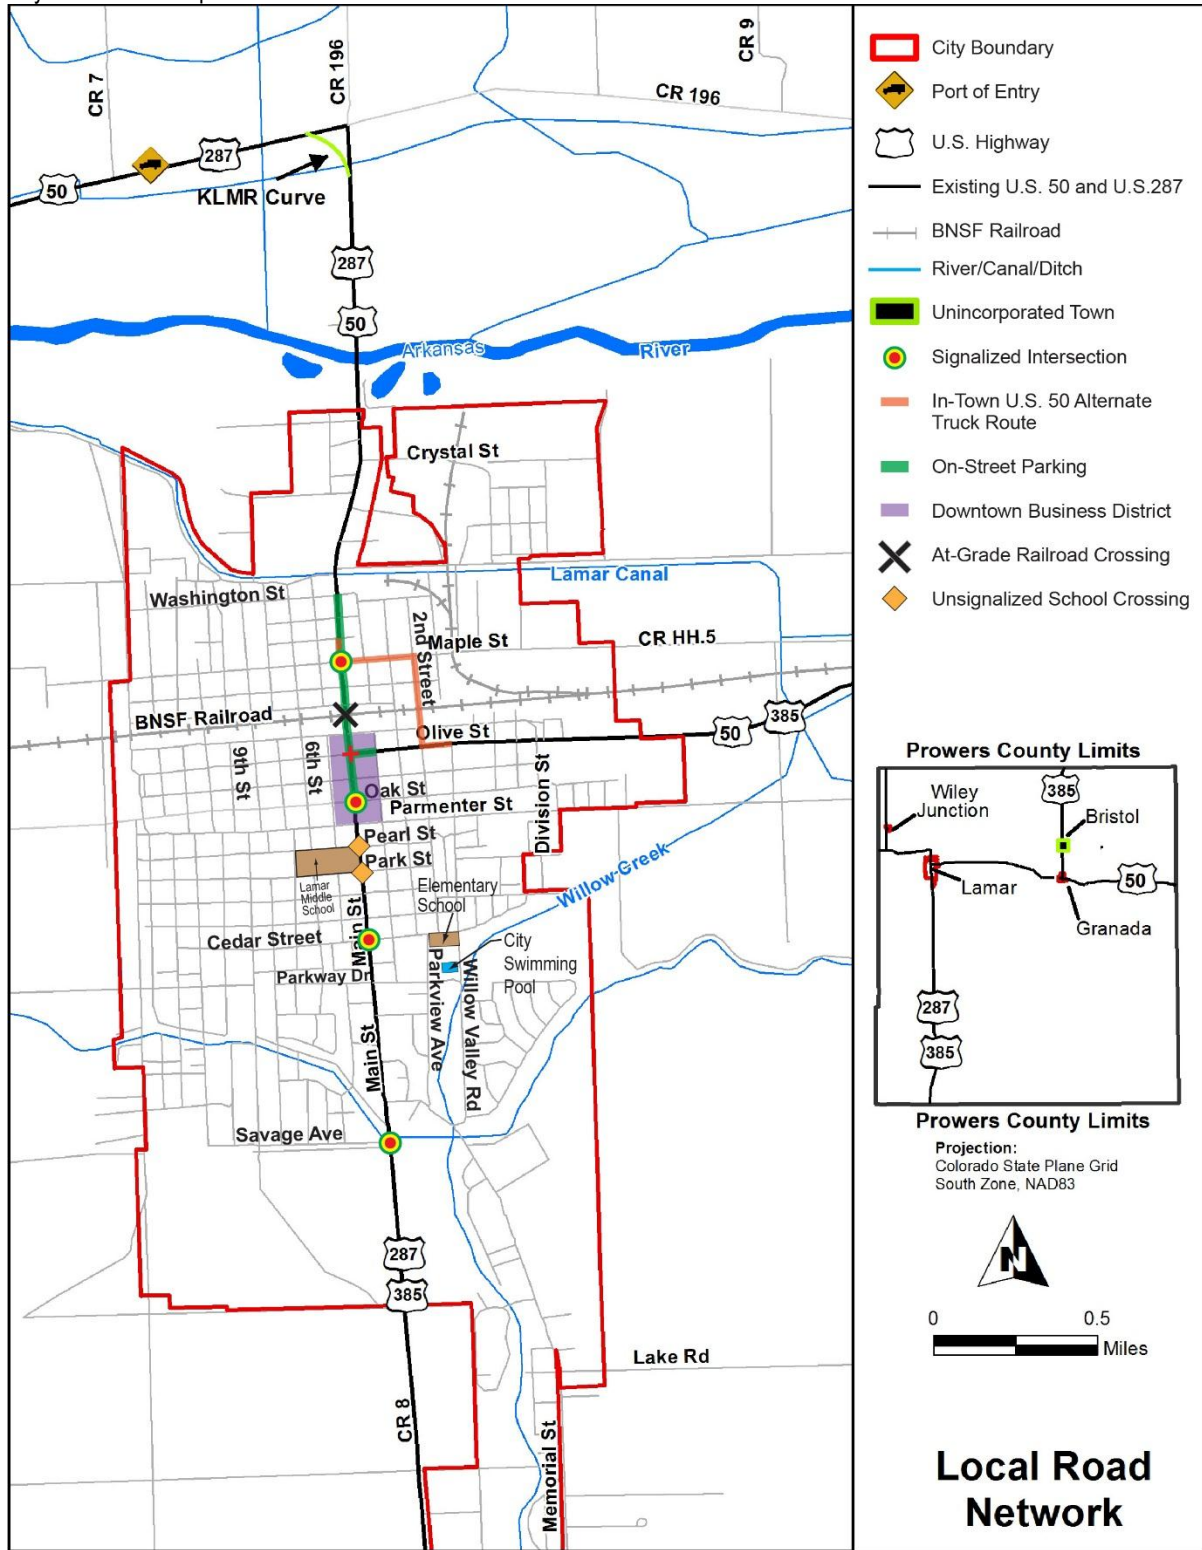 CR 7
CR 196
CR 9
CR 196
287
50
KLMR Curve
287
50
Arkansas
River
Crystal St
Lamar Canal
Washington St
2nd Street
Maple St
CR HH.5
BNSF Railroad
385
50
Olive St
9th St
6th St
Division St
Oak St
Parmenter St
Pearl St
Park St
Lamar
Middle
School
Elementary
School
Willow Creek
Main St
Cedar Street
City
Swimming
Pool
Parkway Dr
Parkview Ave
Willow Valley Rd
Main St
Savage Ave
287
385
Lake Rd
CR 8
Memorial St
City Boundary
Port of Entry
U.S. Highway
Existing U.S. 50 and U.S.287
BNSF Railroad
River/Canal/Ditch
Unincorporated Town
Signalized Intersection
In-Town U.S. 50 Alternate
Truck Route
On-Street Parking
Downtown Business District
At-Grade Railroad Crossing
Unsignalized School Crossing
Prowers County Limits
385
Wiley
Junction
Bristol
Lamar
50
Granada
287
385
Prowers County Limits
Projection:
Colorado State Plane Grid
South Zone, NAD83
N
0 0.5
Miles
Local Road
Network